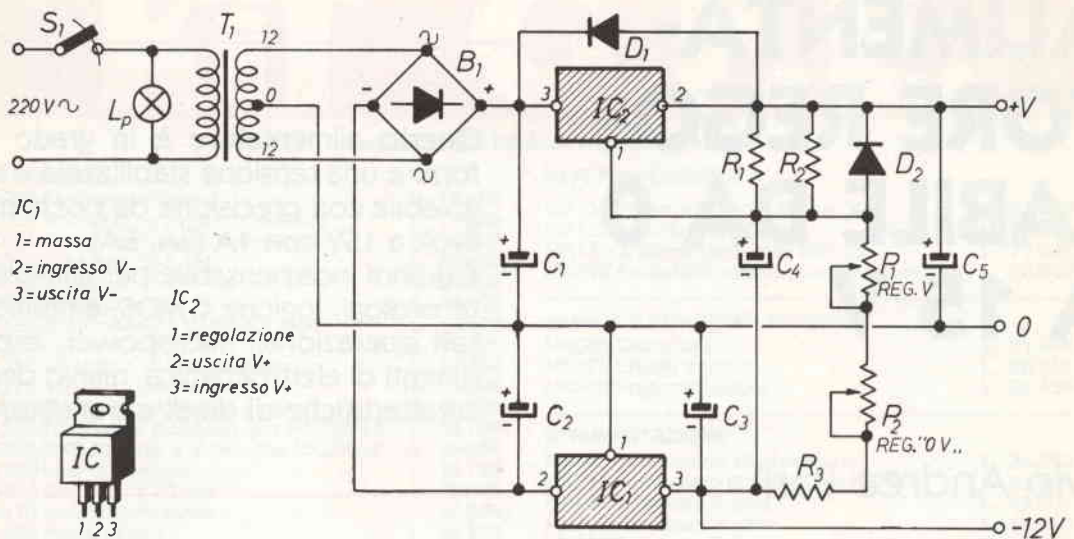 S1
T1
12
0
12
220V~
Lp
~
B1
-
+
~
D1
3
IC2
2
1
R1
R2
D2
+V
C1
+
-
C4
+
-
P1
REG. V
C5
+
-
0
C2
+
-
C3
+
-
P2
REG. "0 V„
R3
2
IC1
1
3
-12V
IC1
1= massa
2= ingresso V-
3= uscita V-
IC2
1= regolazione
2= uscita V+
3= ingresso V+
IC
1 2 3